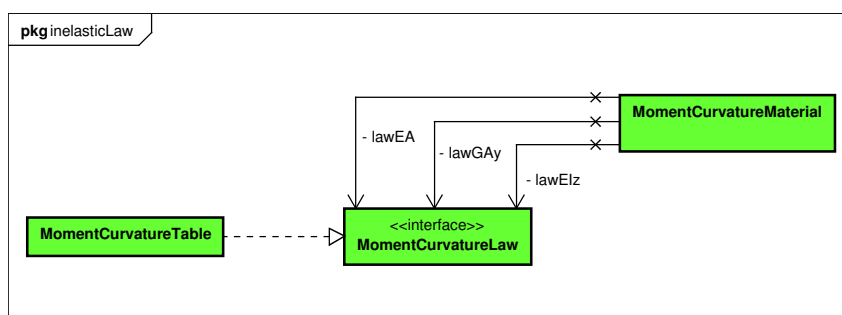 pkg inelasticLaw
MomentCurvatureMaterial
- lawEA
- lawGAy
- lawEIz
MomentCurvatureTable
<<interface>>
MomentCurvatureLaw